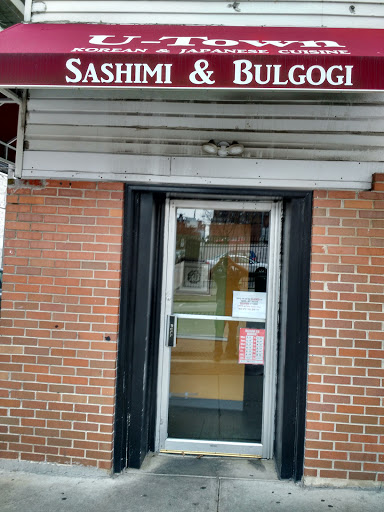 U-Town
KOREAN & JAPANESE CUISINE
SASHIMI & BULGOGI